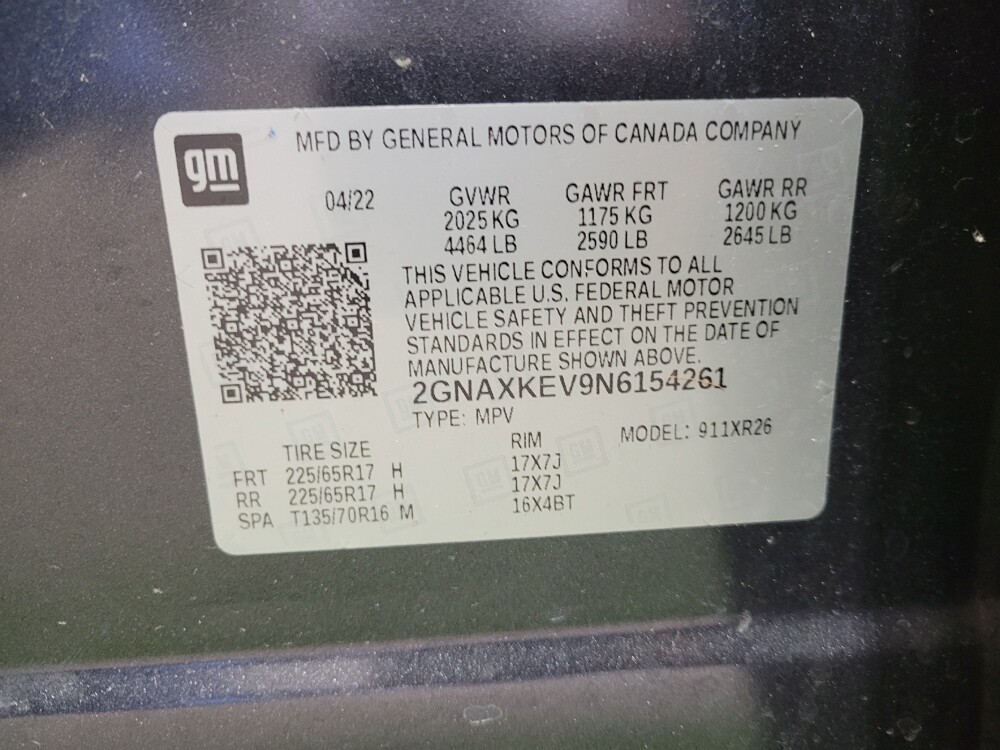 gm
MFD BY GENERAL MOTORS OF CANADA COMPANY
04/22 GVWR GAWR FRT GAWR RR
2025 KG 1175 KG 1200 KG
4464 LB 2590 LB 2645 LB
THIS VEHICLE CONFORMS TO ALL
APPLICABLE U.S. FEDERAL MOTOR
VEHICLE SAFETY AND THEFT PREVENTION
STANDARDS IN EFFECT ON THE DATE OF
MANUFACTURE SHOWN ABOVE.
2GNAXKEV9N6154261
TYPE: MPV
TIRE SIZE RIM MODEL: 911XR26
FRT 225/65R17 H 17X7J
RR 225/65R17 H 17X7J
SPA T135/70R16 M 16X4BT